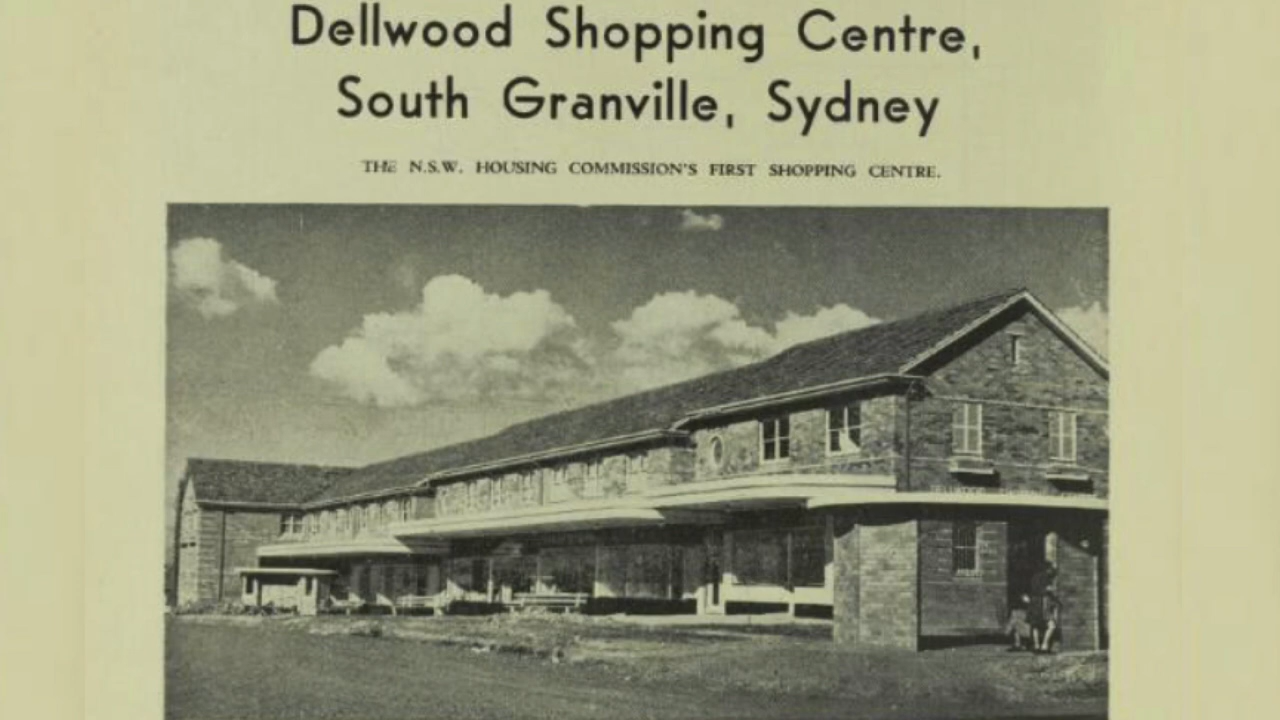 Dellwood Shopping Centre,
South Granville, Sydney
THE N.S.W. HOUSING COMMISSION'S FIRST SHOPPING CENTRE.